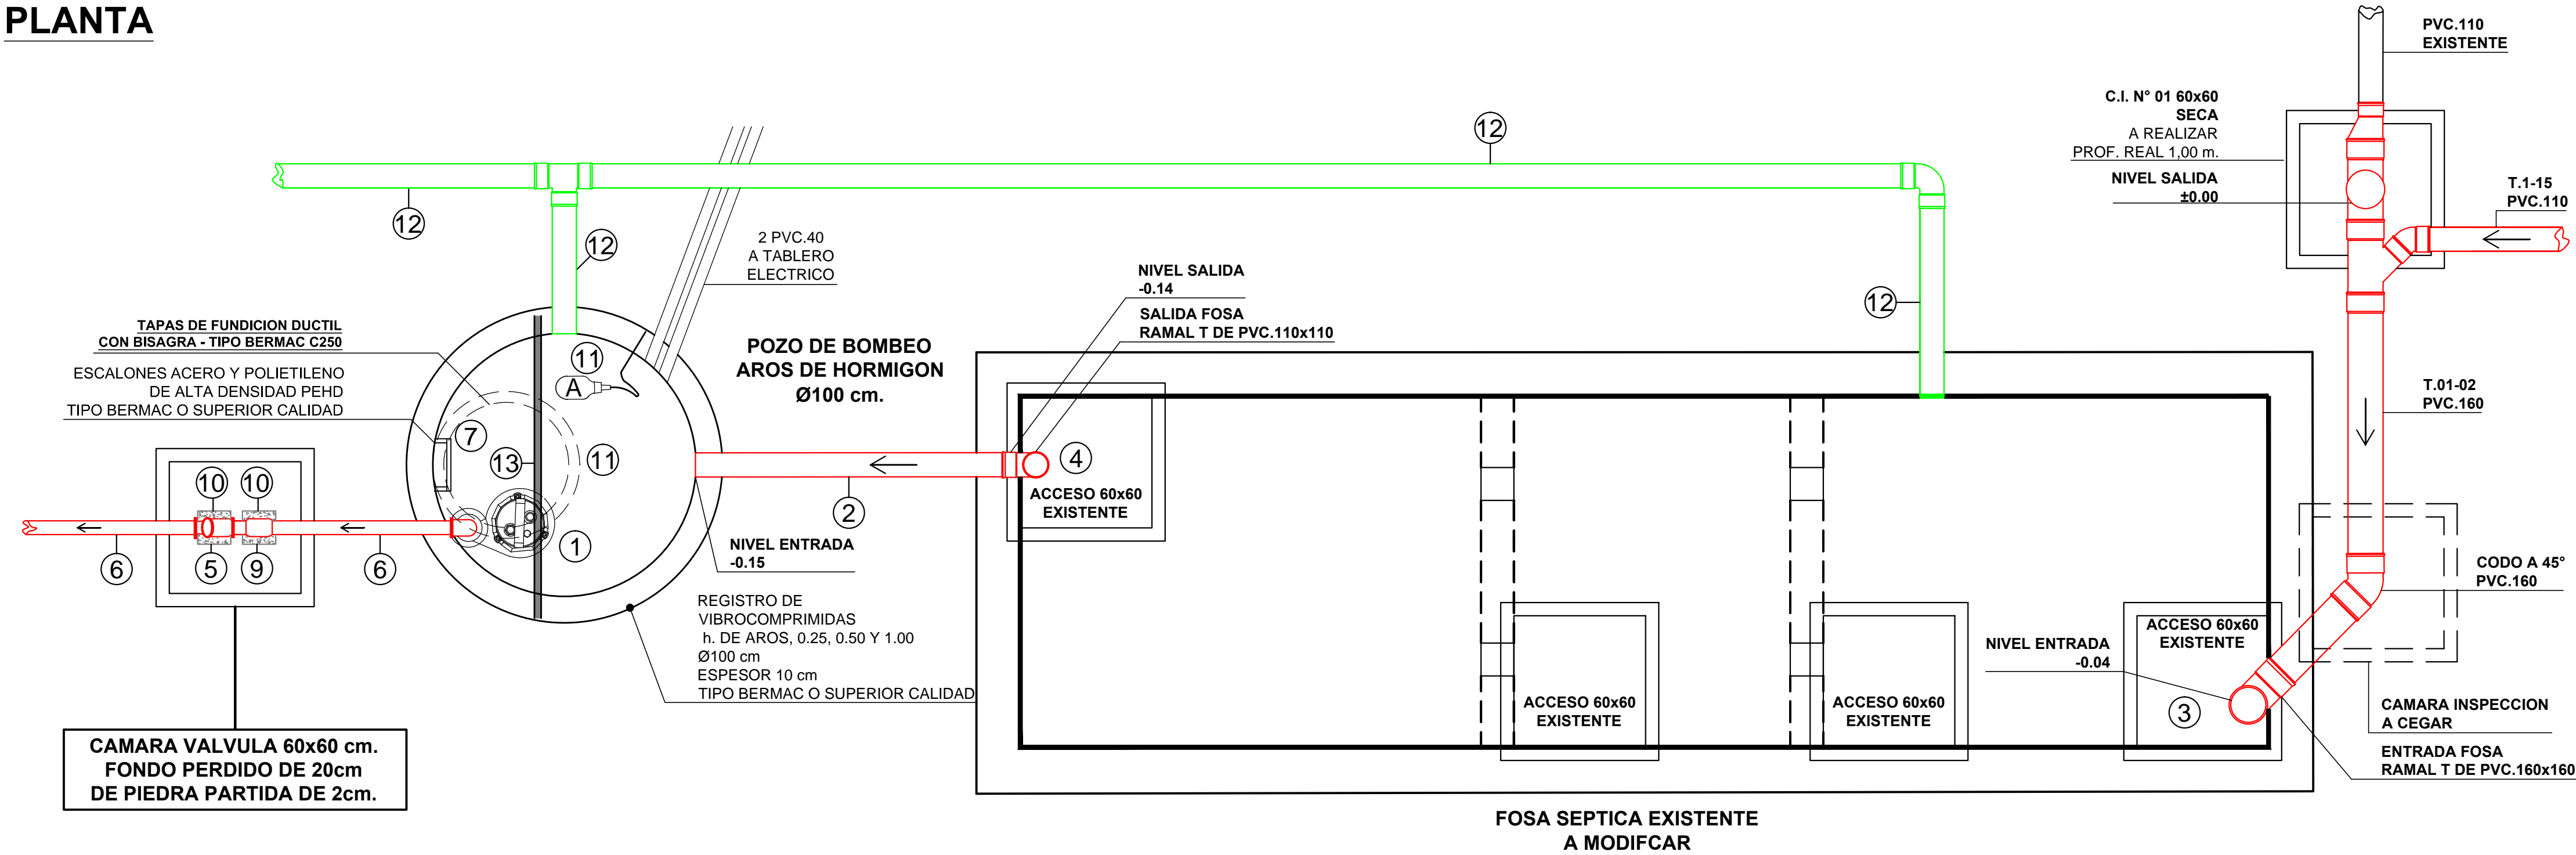 PLANTA
PVC.110
EXISTENTE
C.I. N° 01 60x60
SECA
A REALIZAR
PROF. REAL 1,00 m.
NIVEL SALIDA
±0.00
T.1-15
PVC.110
12
12
12
12
2 PVC.40
A TABLERO
ELECTRICO
NIVEL SALIDA
-0.14
SALIDA FOSA
RAMAL T DE PVC.110x110
TAPAS DE FUNDICION DUCTIL
CON BISAGRA - TIPO BERMAC C250
ESCALONES ACERO Y POLIETILENO
DE ALTA DENSIDAD PEHD
TIPO BERMAC O SUPERIOR CALIDAD
POZO DE BOMBEO
AROS DE HORMIGON
Ø100 cm.
11
A
7
13
11
T.01-02
PVC.160
4
ACCESO 60x60
EXISTENTE
10
10
2
1
6
5
9
6
NIVEL ENTRADA
-0.15
CODO A 45°
PVC.160
REGISTRO DE
VIBROCOMPRIMIDAS
h. DE AROS, 0.25, 0.50 Y 1.00
Ø100 cm
ESPESOR 10 cm
TIPO BERMAC O SUPERIOR CALIDAD
ACCESO 60x60
EXISTENTE
ACCESO 60x60
EXISTENTE
NIVEL ENTRADA
-0.04
ACCESO 60x60
EXISTENTE
3
CAMARA INSPECCION
A CEGAR
ENTRADA FOSA
RAMAL T DE PVC.160x160
CAMARA VALVULA 60x60 cm.
FONDO PERDIDO DE 20cm
DE PIEDRA PARTIDA DE 2cm.
FOSA SEPTICA EXISTENTE
A MODIFCAR